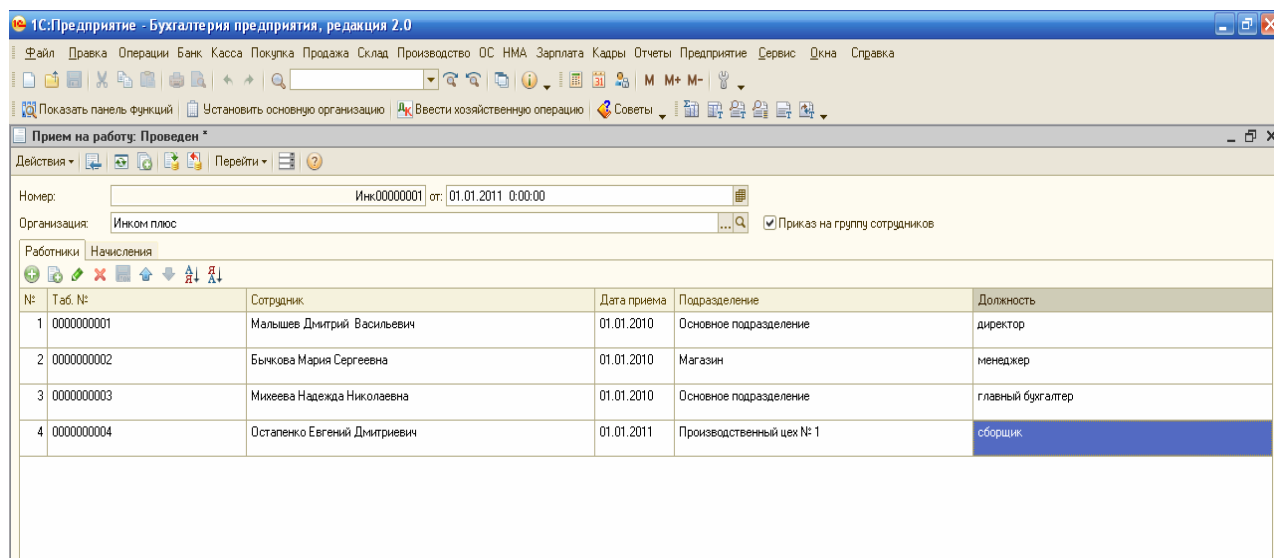 1С:Предприятие - Бухгалтерия предприятия, редакция 2.0
Файл Правка Операции Банк Касса Покупка Продажа Склад Производство ОС НМА Зарплата Кадры Отчеты Предприятие Сервис Окна Справка
M M+ M-
Показать панель функций Установить основную организацию Ввести хозяйственную операцию Советы
Прием на работу: Проведен *
Действия Перейти
Номер: Инк00000001 от: 01.01.2011 0:00:00
Организация: Инком плюс ... Приказ на группу сотрудников
Работники Начисления
№ Таб. № Сотрудник Дата приема Подразделение Должность
1 0000000001 Малышев Дмитрий Васильевич 01.01.2010 Основное подразделение директор
2 0000000002 Бычкова Мария Сергеевна 01.01.2010 Магазин менеджер
3 0000000003 Михеева Надежда Николаевна 01.01.2010 Основное подразделение главный бухгалтер
4 0000000004 Остапенко Евгений Дмитриевич 01.01.2011 Производственный цех № 1 сборщик